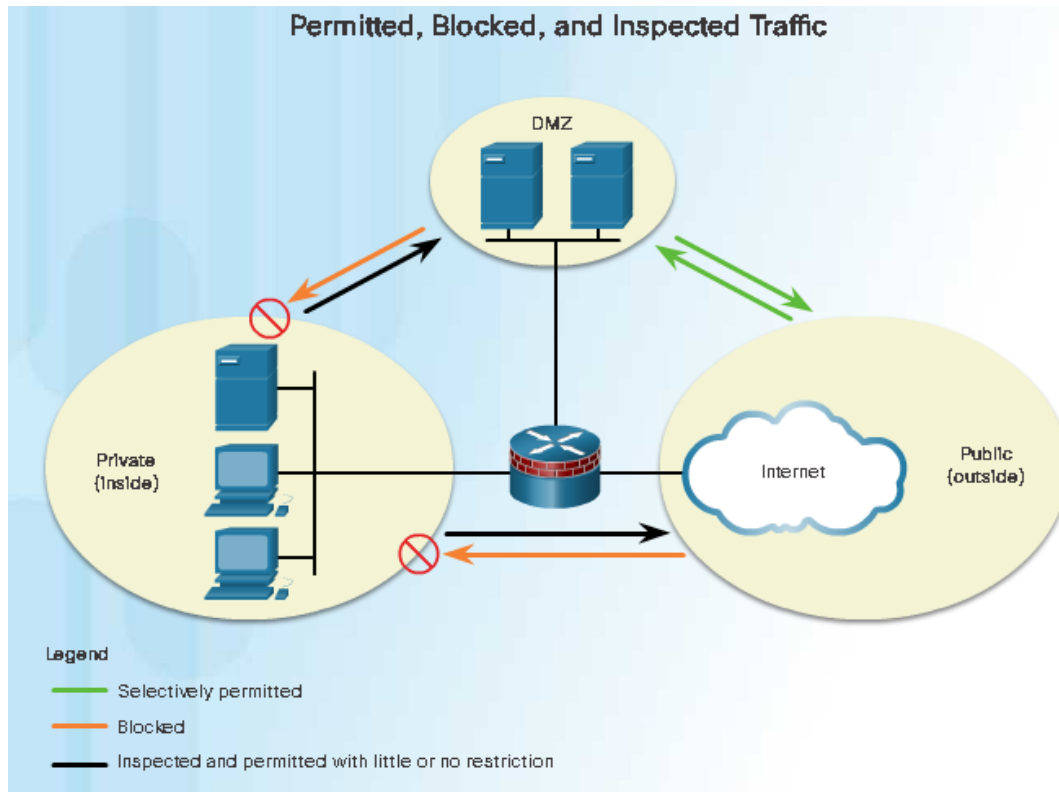 Permitted, Blocked, and Inspected Traffic
DMZ
Private
(inside)
Internet
Public
(outside)
Legend
Selectively permitted
Blocked
Inspected and permitted with little or no restriction